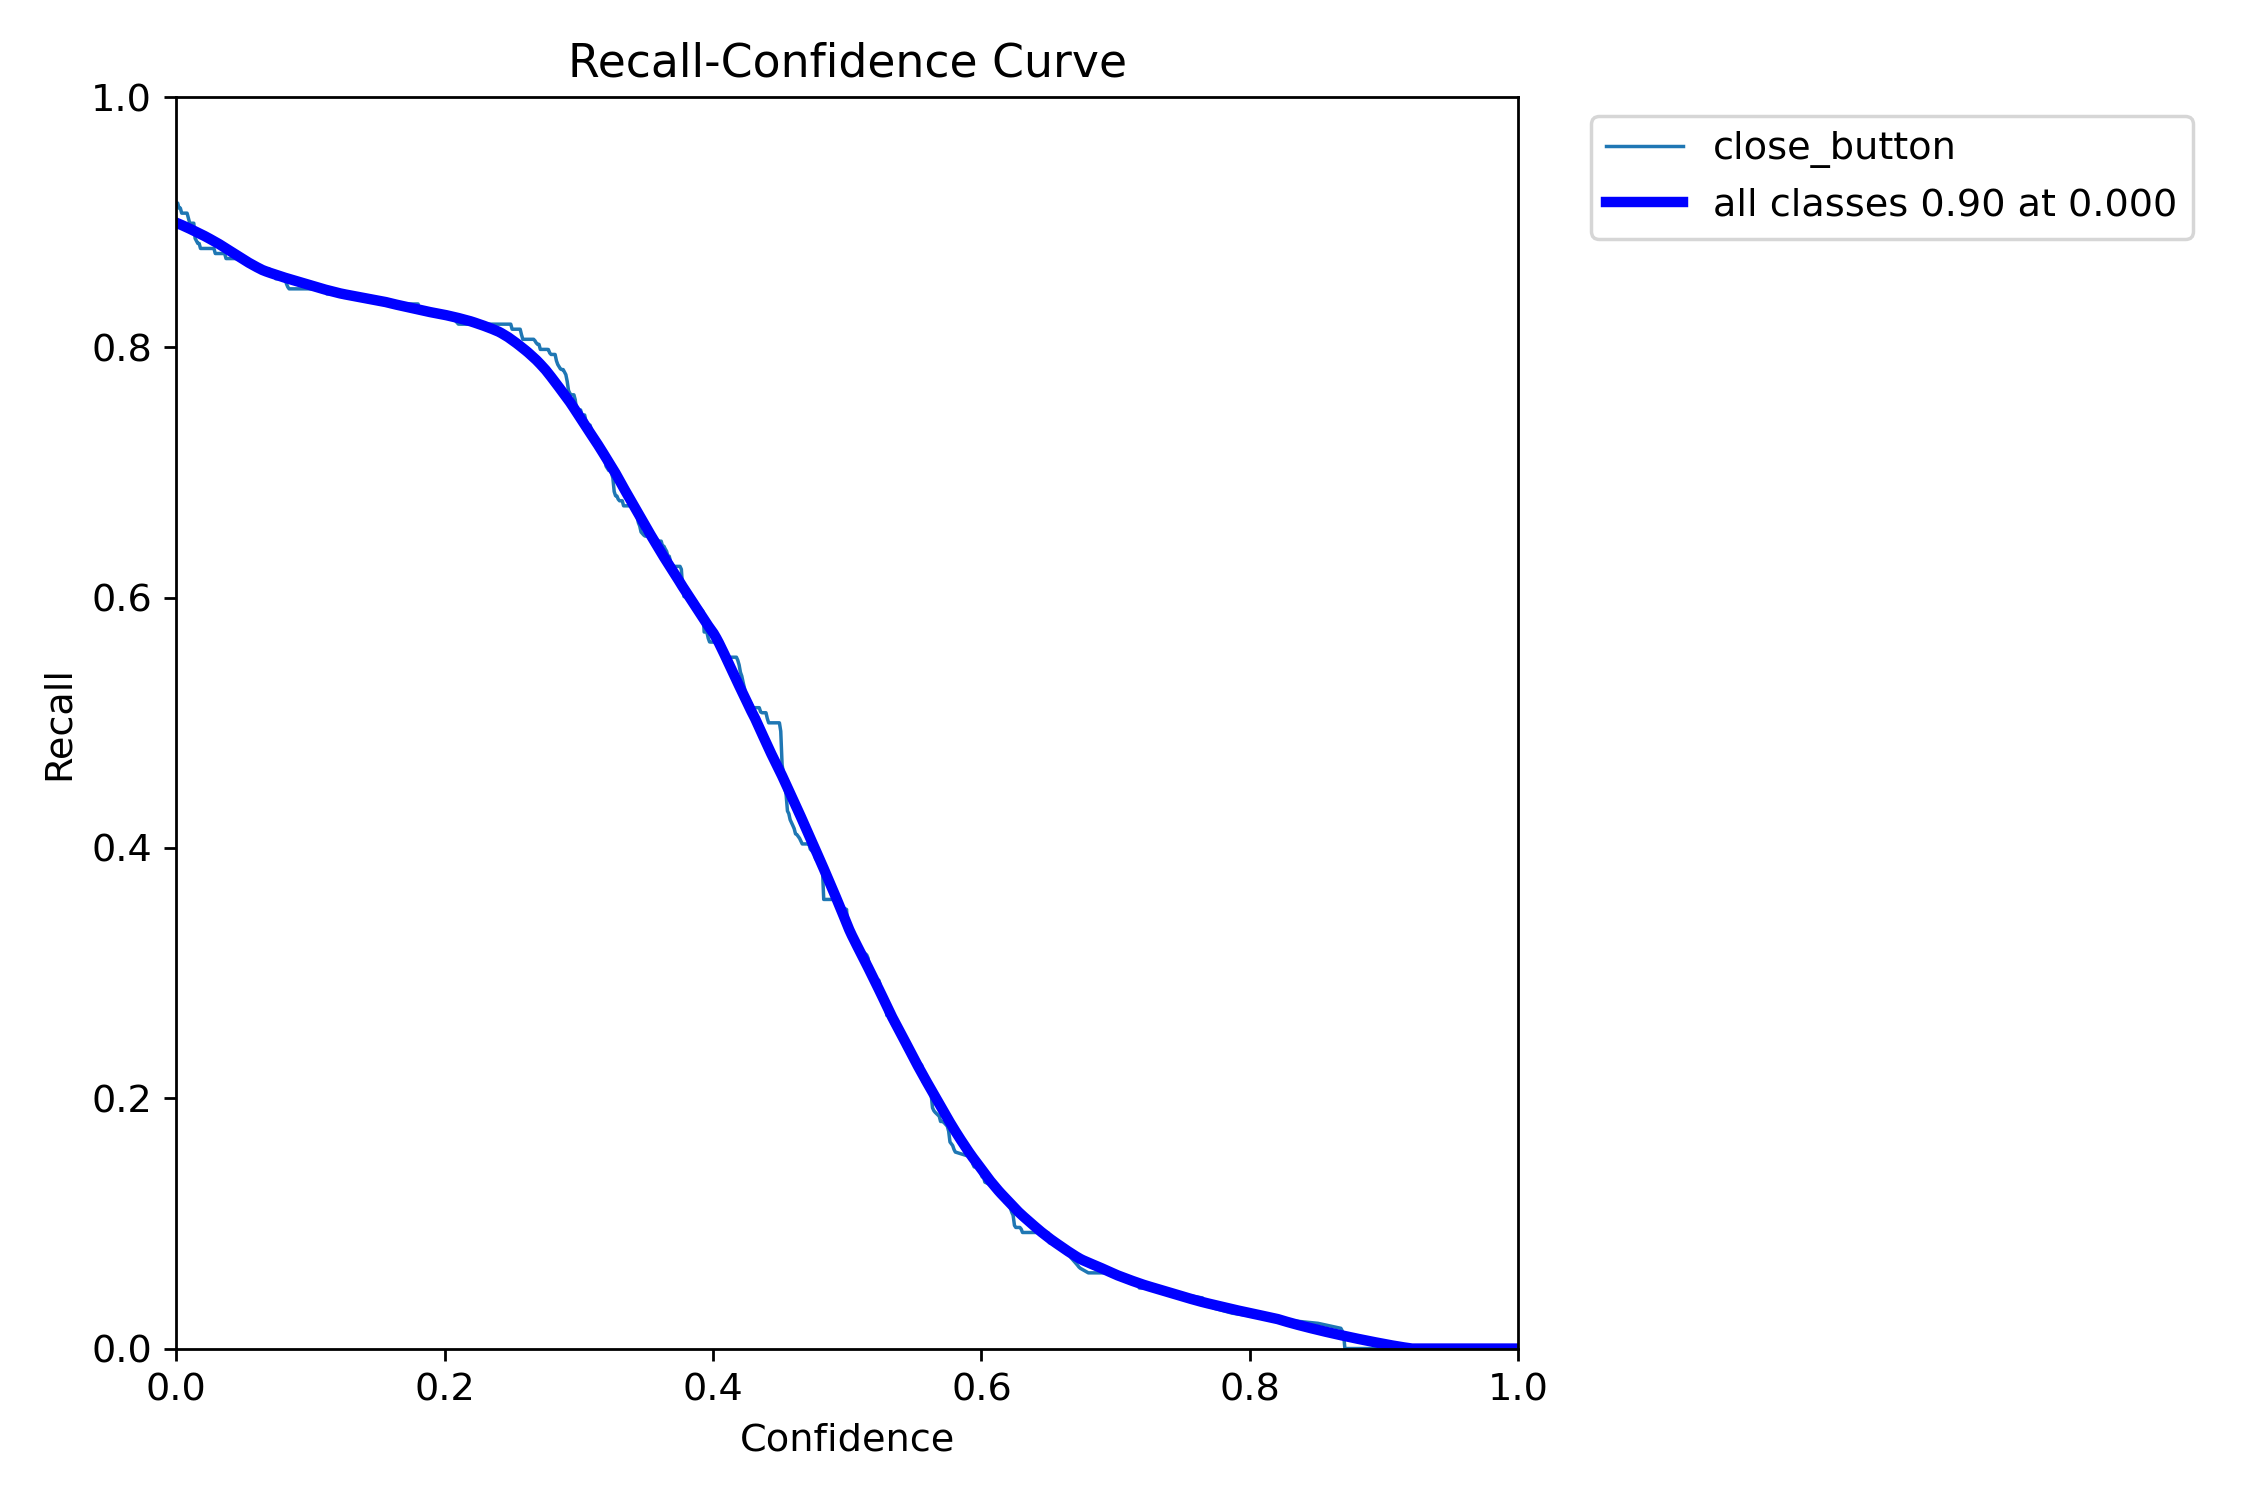 Recall-Confidence Curve
1.0
0.8
0.6
0.4
0.2
0.0
Recall
0.0 0.2 0.4 0.6 0.8 1.0
Confidence
close_button
all classes 0.90 at 0.000